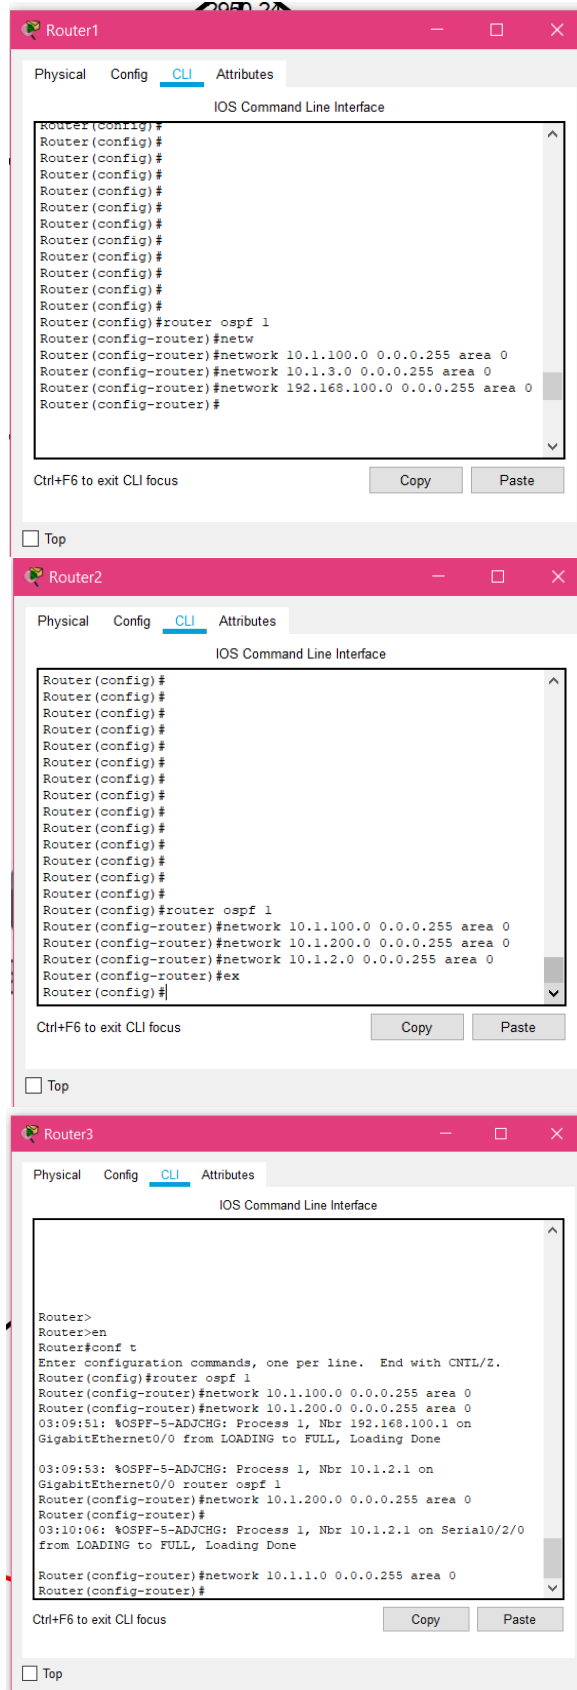 2950-24
Router1
Physical Config CLI Attributes
IOS Command Line Interface
Router(config)#
Router(config)#
Router(config)#
Router(config)#
Router(config)#
Router(config)#
Router(config)#
Router(config)#
Router(config)#
Router(config)#
Router(config)#
Router(config)#
Router(config)#router ospf 1
Router(config-router)#netw
Router(config-router)#network 10.1.100.0 0.0.0.255 area 0
Router(config-router)#network 10.1.3.0 0.0.0.255 area 0
Router(config-router)#network 192.168.100.0 0.0.0.255 area 0
Router(config-router)#
Ctrl+F6 to exit CLI focus Copy Paste
Top
Router2
Physical Config CLI Attributes
IOS Command Line Interface
Router(config)#
Router(config)#
Router(config)#
Router(config)#
Router(config)#
Router(config)#
Router(config)#
Router(config)#
Router(config)#
Router(config)#
Router(config)#
Router(config)#
Router(config)#
Router(config)#
Router(config)#router ospf 1
Router(config-router)#network 10.1.100.0 0.0.0.255 area 0
Router(config-router)#network 10.1.200.0 0.0.0.255 area 0
Router(config-router)#network 10.1.2.0 0.0.0.255 area 0
Router(config-router)#ex
Router(config)#
Ctrl+F6 to exit CLI focus Copy Paste
Top
Router3
Physical Config CLI Attributes
IOS Command Line Interface
Router>
Router>en
Router#conf t
Enter configuration commands, one per line. End with CNTL/Z.
Router(config)#router ospf 1
Router(config-router)#network 10.1.100.0 0.0.0.255 area 0
Router(config-router)#network 10.1.200.0 0.0.0.255 area 0
03:09:51: %OSPF-5-ADJCHG: Process 1, Nbr 192.168.100.1 on
GigabitEthernet0/0 from LOADING to FULL, Loading Done
03:09:53: %OSPF-5-ADJCHG: Process 1, Nbr 10.1.2.1 on
GigabitEthernet0/0 router ospf 1
Router(config-router)#network 10.1.200.0 0.0.0.255 area 0
Router(config-router)#
03:10:06: %OSPF-5-ADJCHG: Process 1, Nbr 10.1.2.1 on Serial0/2/0
from LOADING to FULL, Loading Done
Router(config-router)#network 10.1.1.0 0.0.0.255 area 0
Router(config-router)#
Ctrl+F6 to exit CLI focus Copy Paste
Top